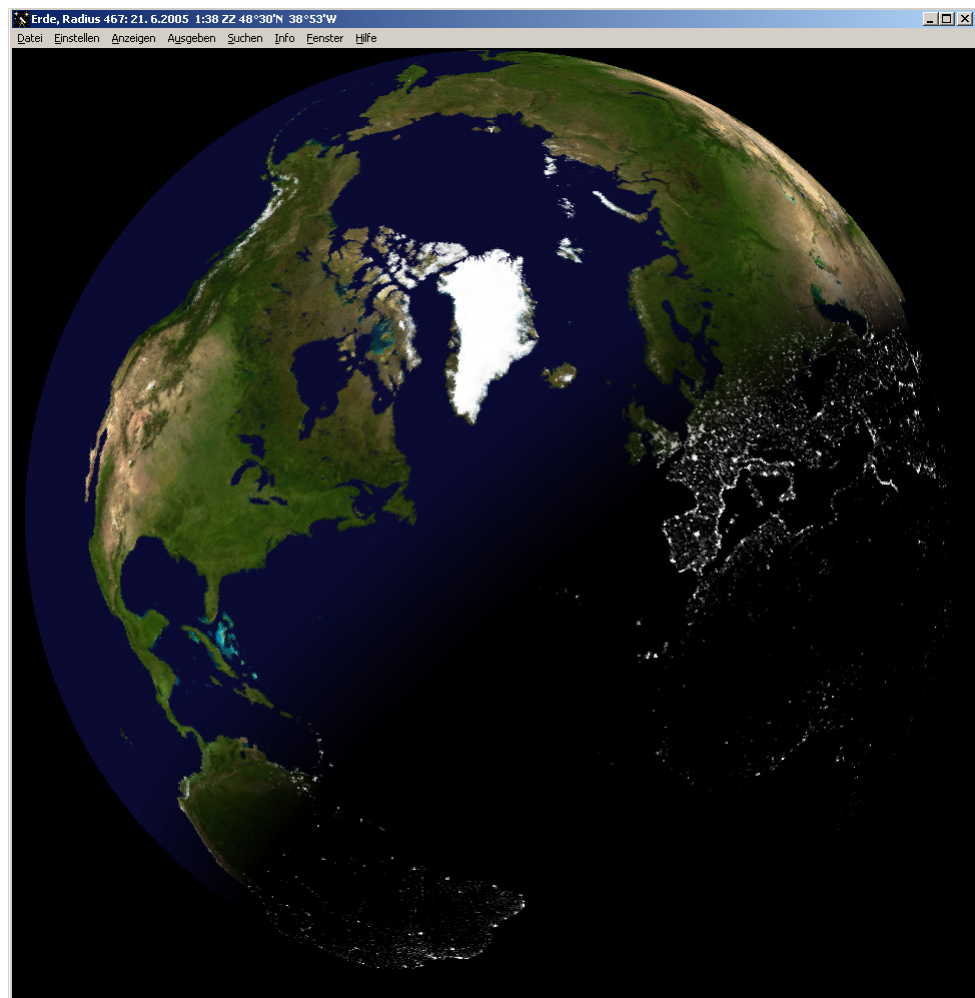 Erde, Radius 467: 21. 6.2005  1:38 ZZ 48°30'N  38°53'W
Datei Einstellen Anzeigen Ausgeben Suchen Info Fenster Hilfe